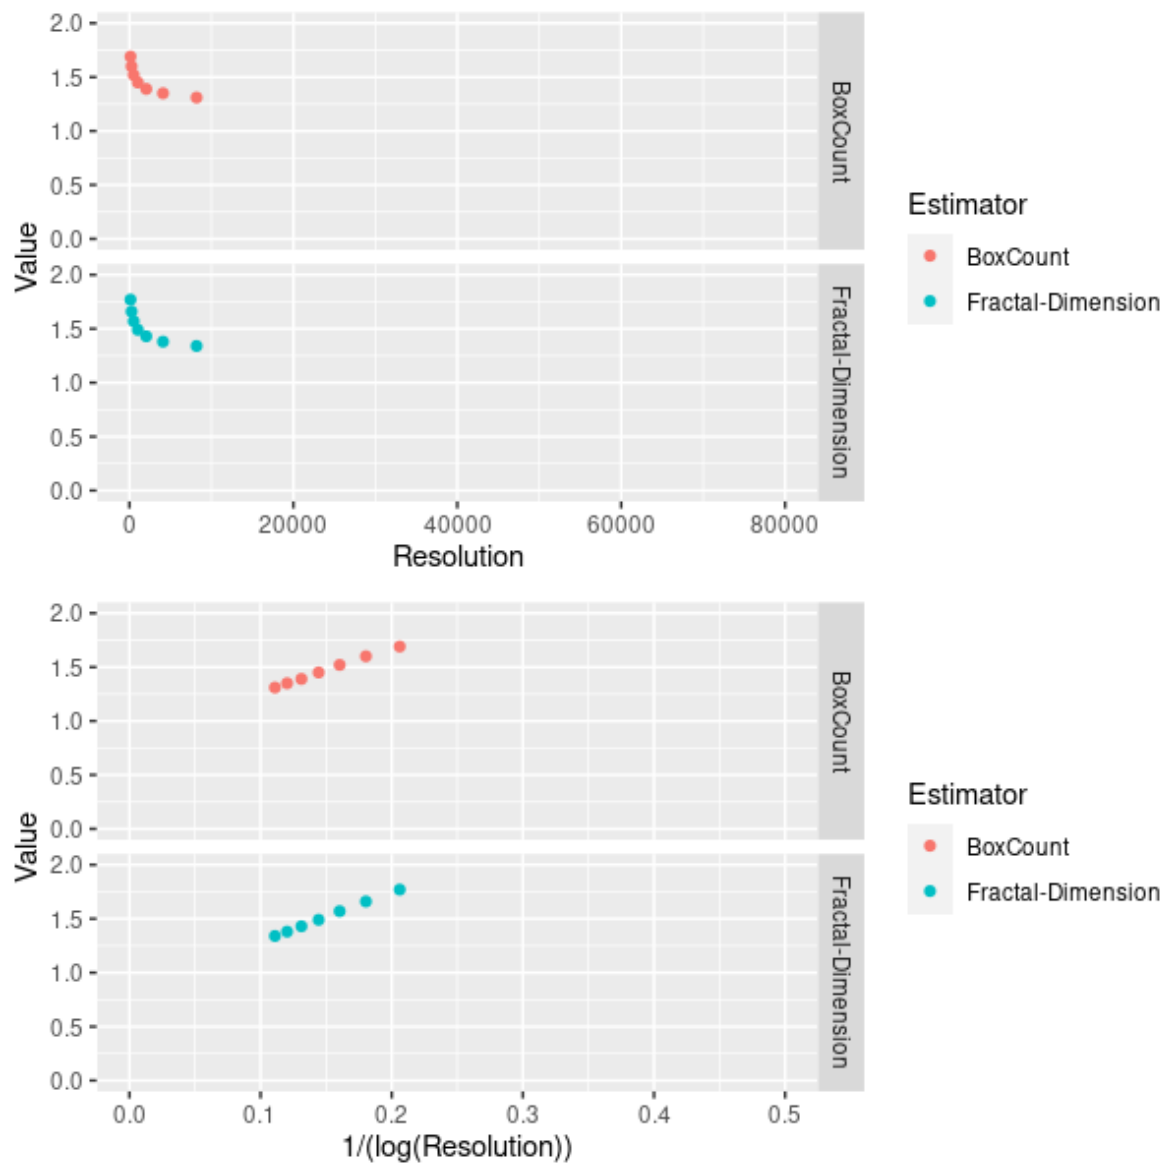 2.0
1.5
1.0
0.5
0.0
BoxCount
2.0
1.5
1.0
0.5
0.0
Fractal-Dimension
Value
0 20000 40000 60000 80000
Resolution
Estimator
BoxCount
Fractal-Dimension
2.0
1.5
1.0
0.5
0.0
BoxCount
2.0
1.5
1.0
0.5
0.0
Fractal-Dimension
Value
0.0 0.1 0.2 0.3 0.4 0.5
1/(log(Resolution))
Estimator
BoxCount
Fractal-Dimension